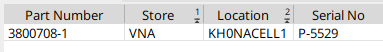 Part Number Store 1 Location 2 Serial No
3800708-1 VNA KH0NACELL1 P-5529